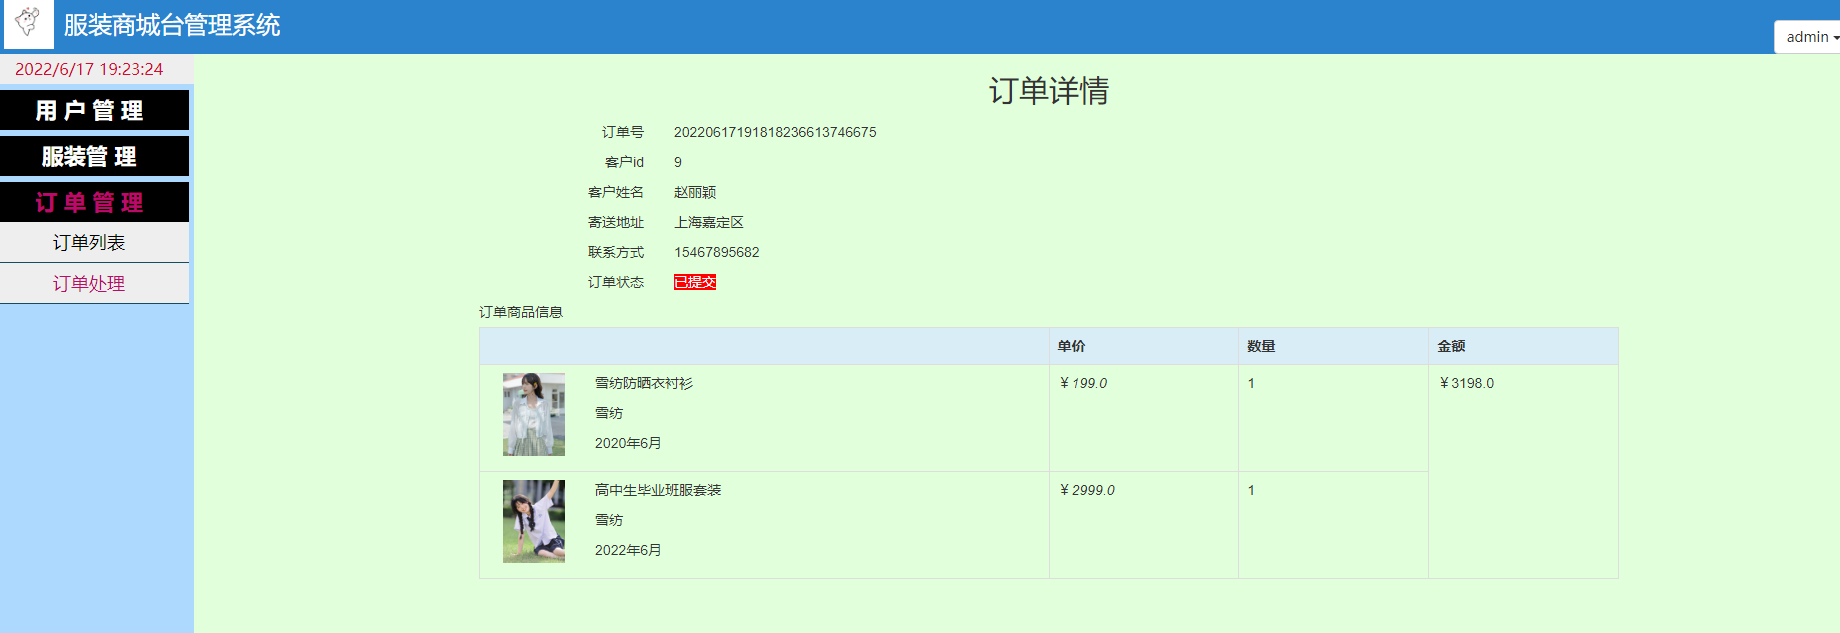 服装商城台管理系统
admin
2022/6/17 19:23:24
用 户 管 理
服装管 理
订 单 管 理
订单列表
订单处理
订单详情
订单号 20220617191818236613746675
客户id 9
客户姓名 赵丽颖
寄送地址 上海嘉定区
联系方式 15467895682
订单状态 已提交
订单商品信息
单价 数量 金额
雪纺防晒衣衬衫 ¥199.0 1 ¥3198.0
雪纺
2020年6月
高中生毕业班服套装 ¥2999.0 1
雪纺
2022年6月